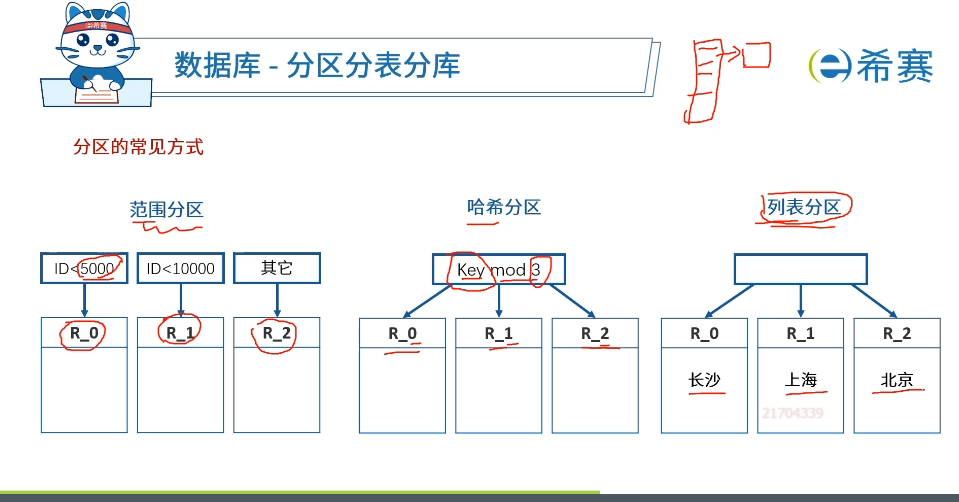 希赛
数据库 - 分区分表分库
希赛
分区的常见方式
范围分区
哈希分区
列表分区
ID<5000
ID<10000
其它
Key mod 3
R_0
R_1
R_2
R_0
R_1
R_2
R_0
R_1
R_2
长沙
上海
北京
21704339